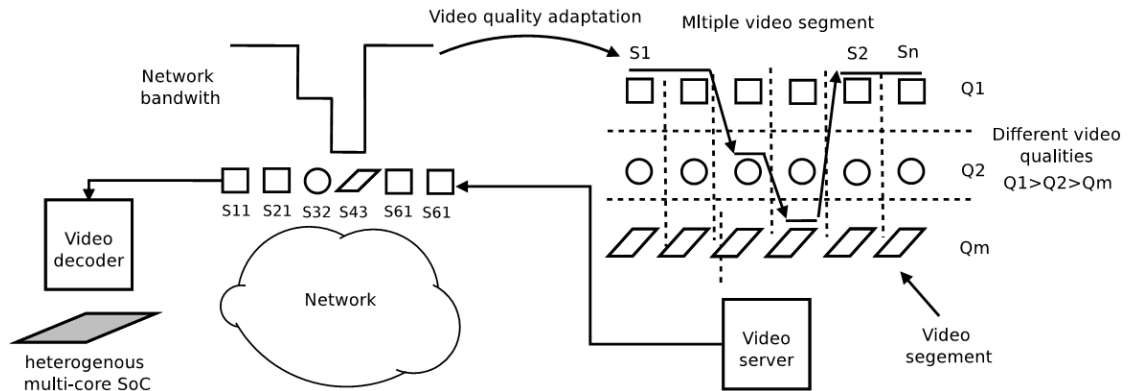 Video quality adaptation
Mltiple video segment
S1
S2
Sn
Network
bandwith
Q1
Different video
qualities
Q1>Q2>Qm
Q2
S11
S21
S32
S43
S61
S61
Video
decoder
Qm
Network
Video
server
Video
segement
heterogenous
multi-core SoC